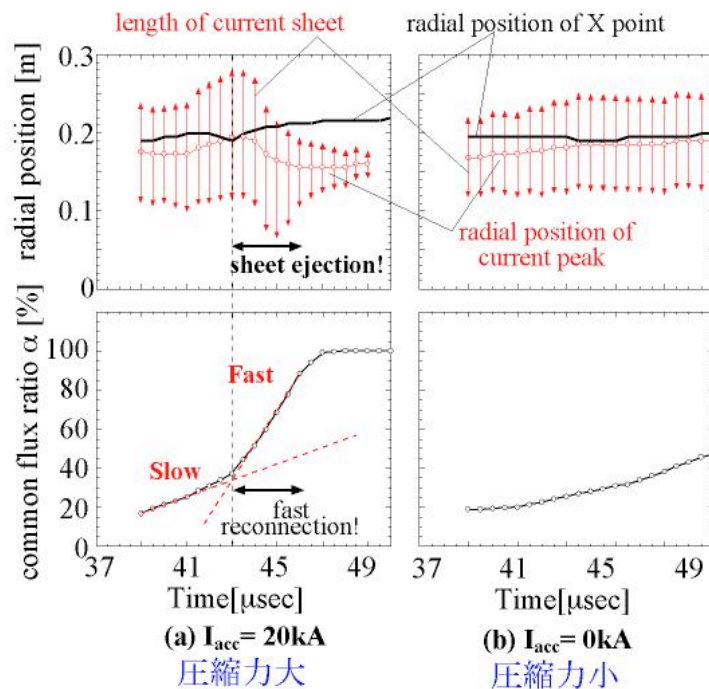 length of current sheet
radial position of X point
radial position [m]
0.3
0.2
0.1
0
sheet ejection!
radial position of
current peak
common flux ratio α [%]
100
80
60
40
20
0
Fast
Slow
fast
reconnection!
37 41 45 49
37 41 45 49
Time[μsec]
Time[μsec]
(a) Iacc= 20kA
(b) Iacc= 0kA
圧縮力大
圧縮力小